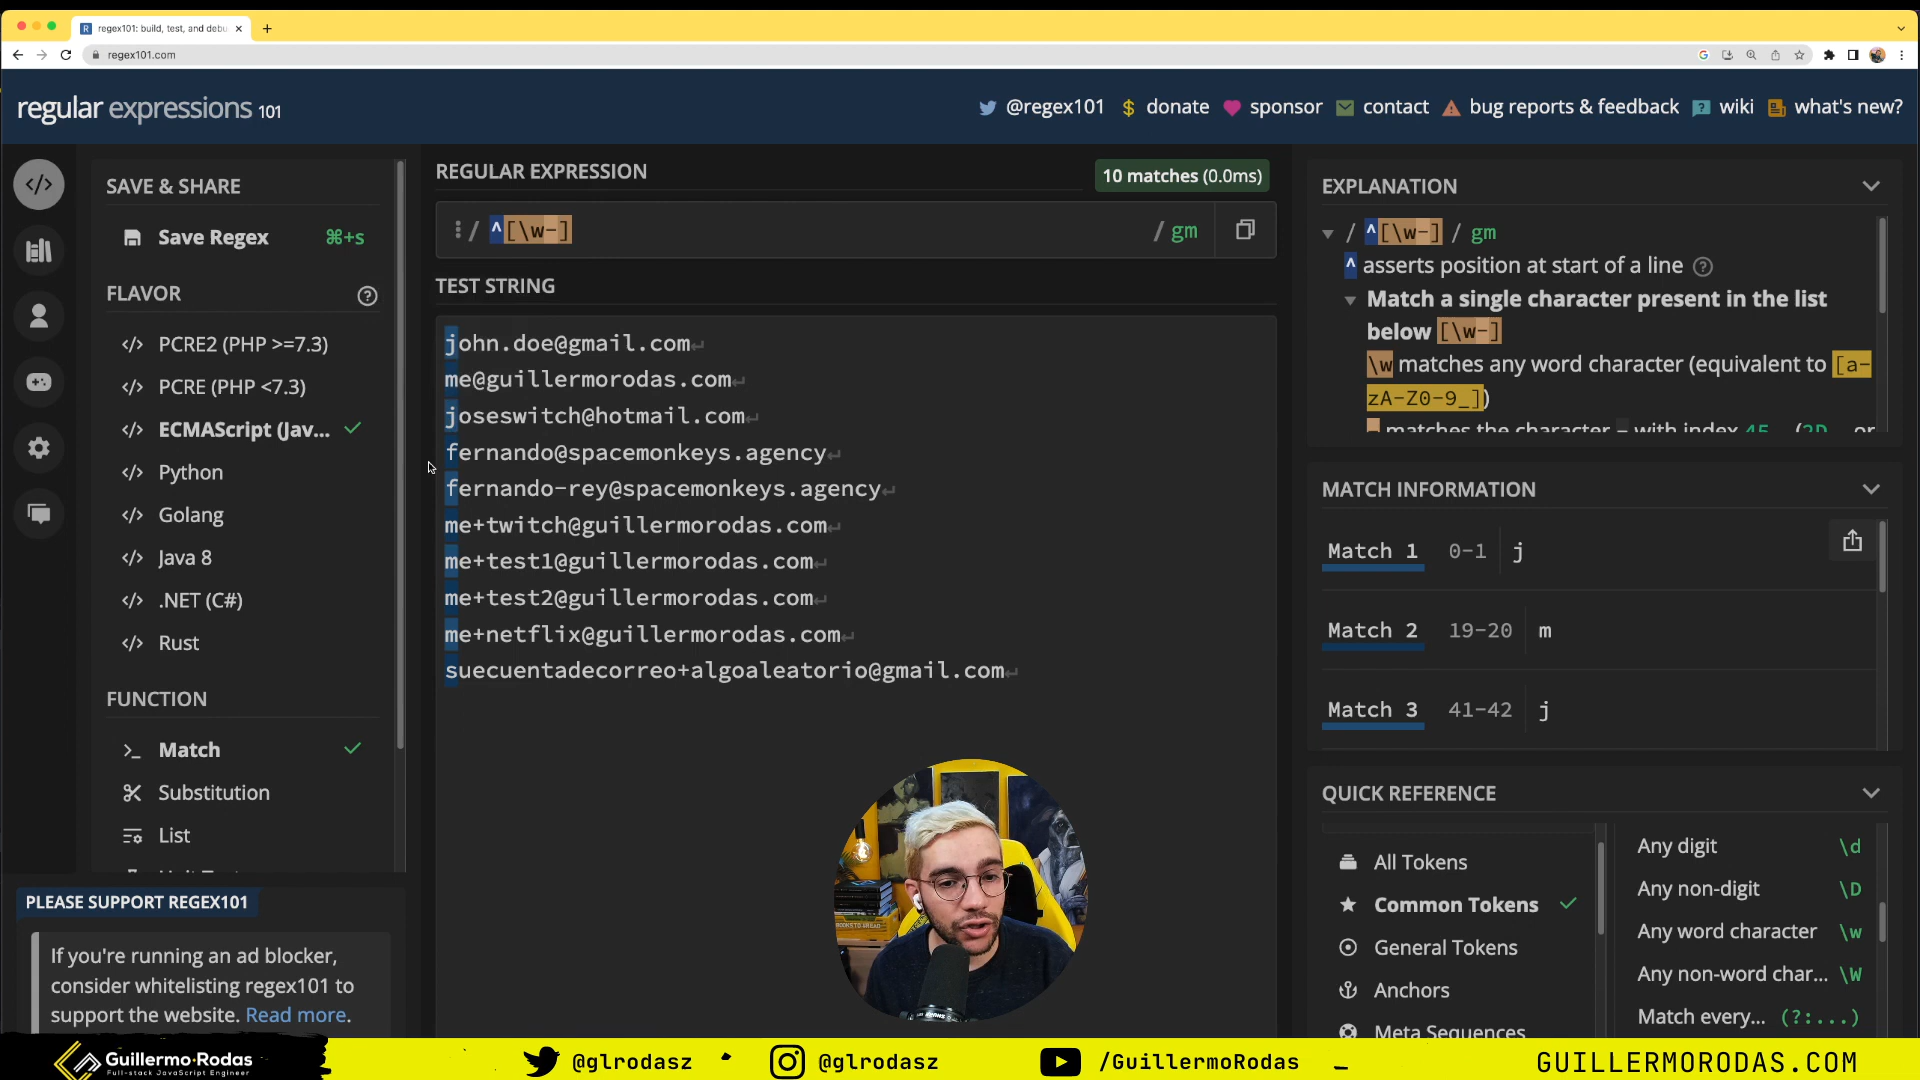 regex101: build, test, and debu
regex101.com
regular expressions 101
@regex101
donate
sponsor
contact
bug reports & feedback
wiki
what's new?
SAVE & SHARE
Save Regex ⌘+s
FLAVOR
</> PCRE2 (PHP >=7.3)
</> PCRE (PHP <7.3)
</> ECMAScript (Jav...
</> Python
</> Golang
</> Java 8
</> .NET (C#)
</> Rust
FUNCTION
Match
Substitution
List
PLEASE SUPPORT REGEX101
If you're running an ad blocker,
consider whitelisting regex101 to
support the website. Read more.
REGULAR EXPRESSION
10 matches (0.0ms)
/ ^[\w-] / gm
TEST STRING
john.doe@gmail.com↵
me@guillermorodas.com↵
joseswitch@hotmail.com↵
fernando@spacemonkeys.agency↵
fernando-rey@spacemonkeys.agency↵
me+twitch@guillermorodas.com↵
me+test1@guillermorodas.com↵
me+test2@guillermorodas.com↵
me+netflix@guillermorodas.com↵
suecuentadecorreo+algoaleatorio@gmail.com↵
EXPLANATION
/ ^[\w-] / gm
^ asserts position at start of a line
Match a single character present in the list
below [\w-]
\w matches any word character (equivalent to [a-
zA-Z0-9_])
- matches the character - with index 45
MATCH INFORMATION
Match 1 0-1 j
Match 2 19-20 m
Match 3 41-42 j
QUICK REFERENCE
All Tokens
Common Tokens
General Tokens
Anchors
Meta Sequences
Any digit \d
Any non-digit \D
Any word character \w
Any non-word char... \W
Match every... (?:...)
Guillermo·Rodas
Full-stack JavaScript Engineer
@glrodasz
@glrodasz
/GuillermoRodas
GUILLERMORODAS.COM